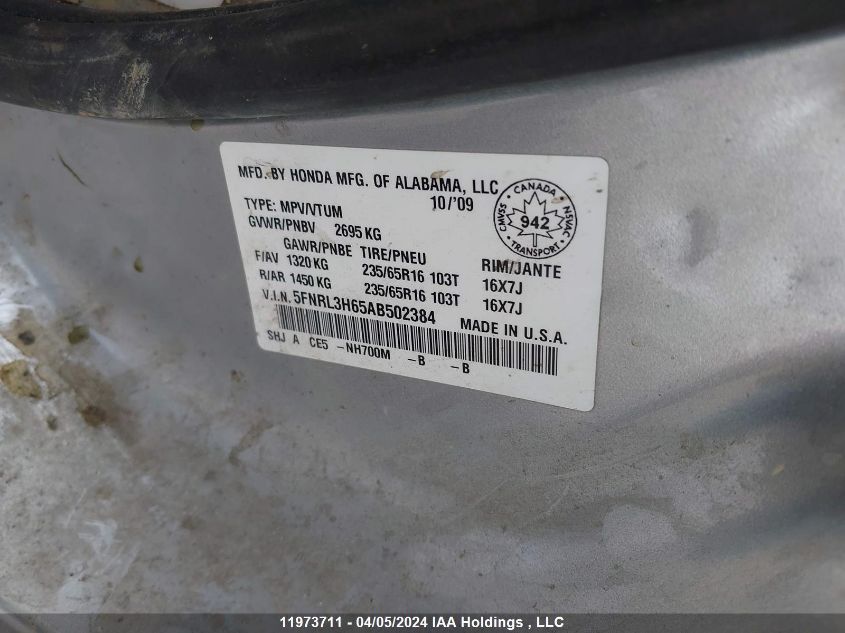 MFD. BY HONDA MFG. OF ALABAMA, LLC
10/'09
TYPE: MPV/VTUM
GVWR/PNBV 2695 KG
GAWR/PNBE TIRE/PNEU RIM/JANTE
F/AV 1320 KG 235/65R16 103T 16X7J
R/AR 1450 KG 235/65R16 103T 16X7J
V.I.N. 5FNRL3H65AB502384 MADE IN U.S.A.
SHJ A CE5 -NH700M -B -B
CANADA
CMVSS 942 NSVAC
TRANSPORT
11973711 - 04/05/2024 IAA Holdings , LLC